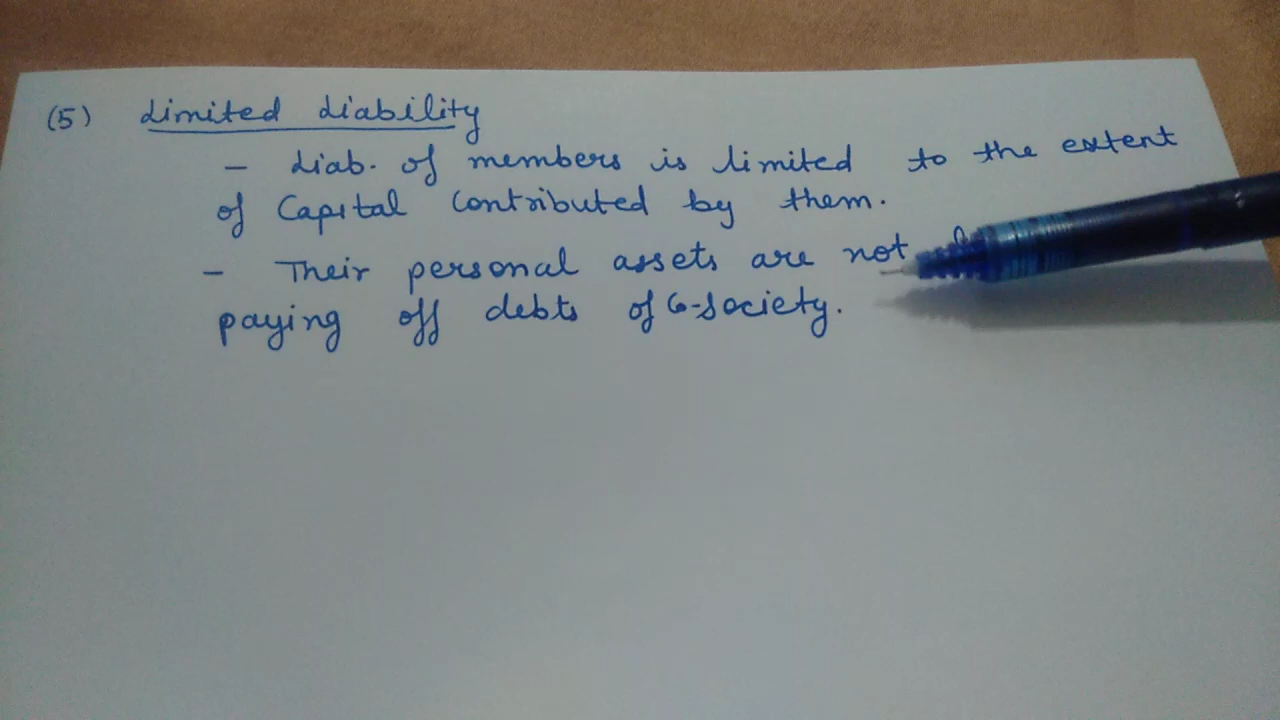 (5) Limited Liability
- Liab. of members is limited to the extent
of Capital Contributed by them.
- Their personal assets are not
paying off debts of Co-society.